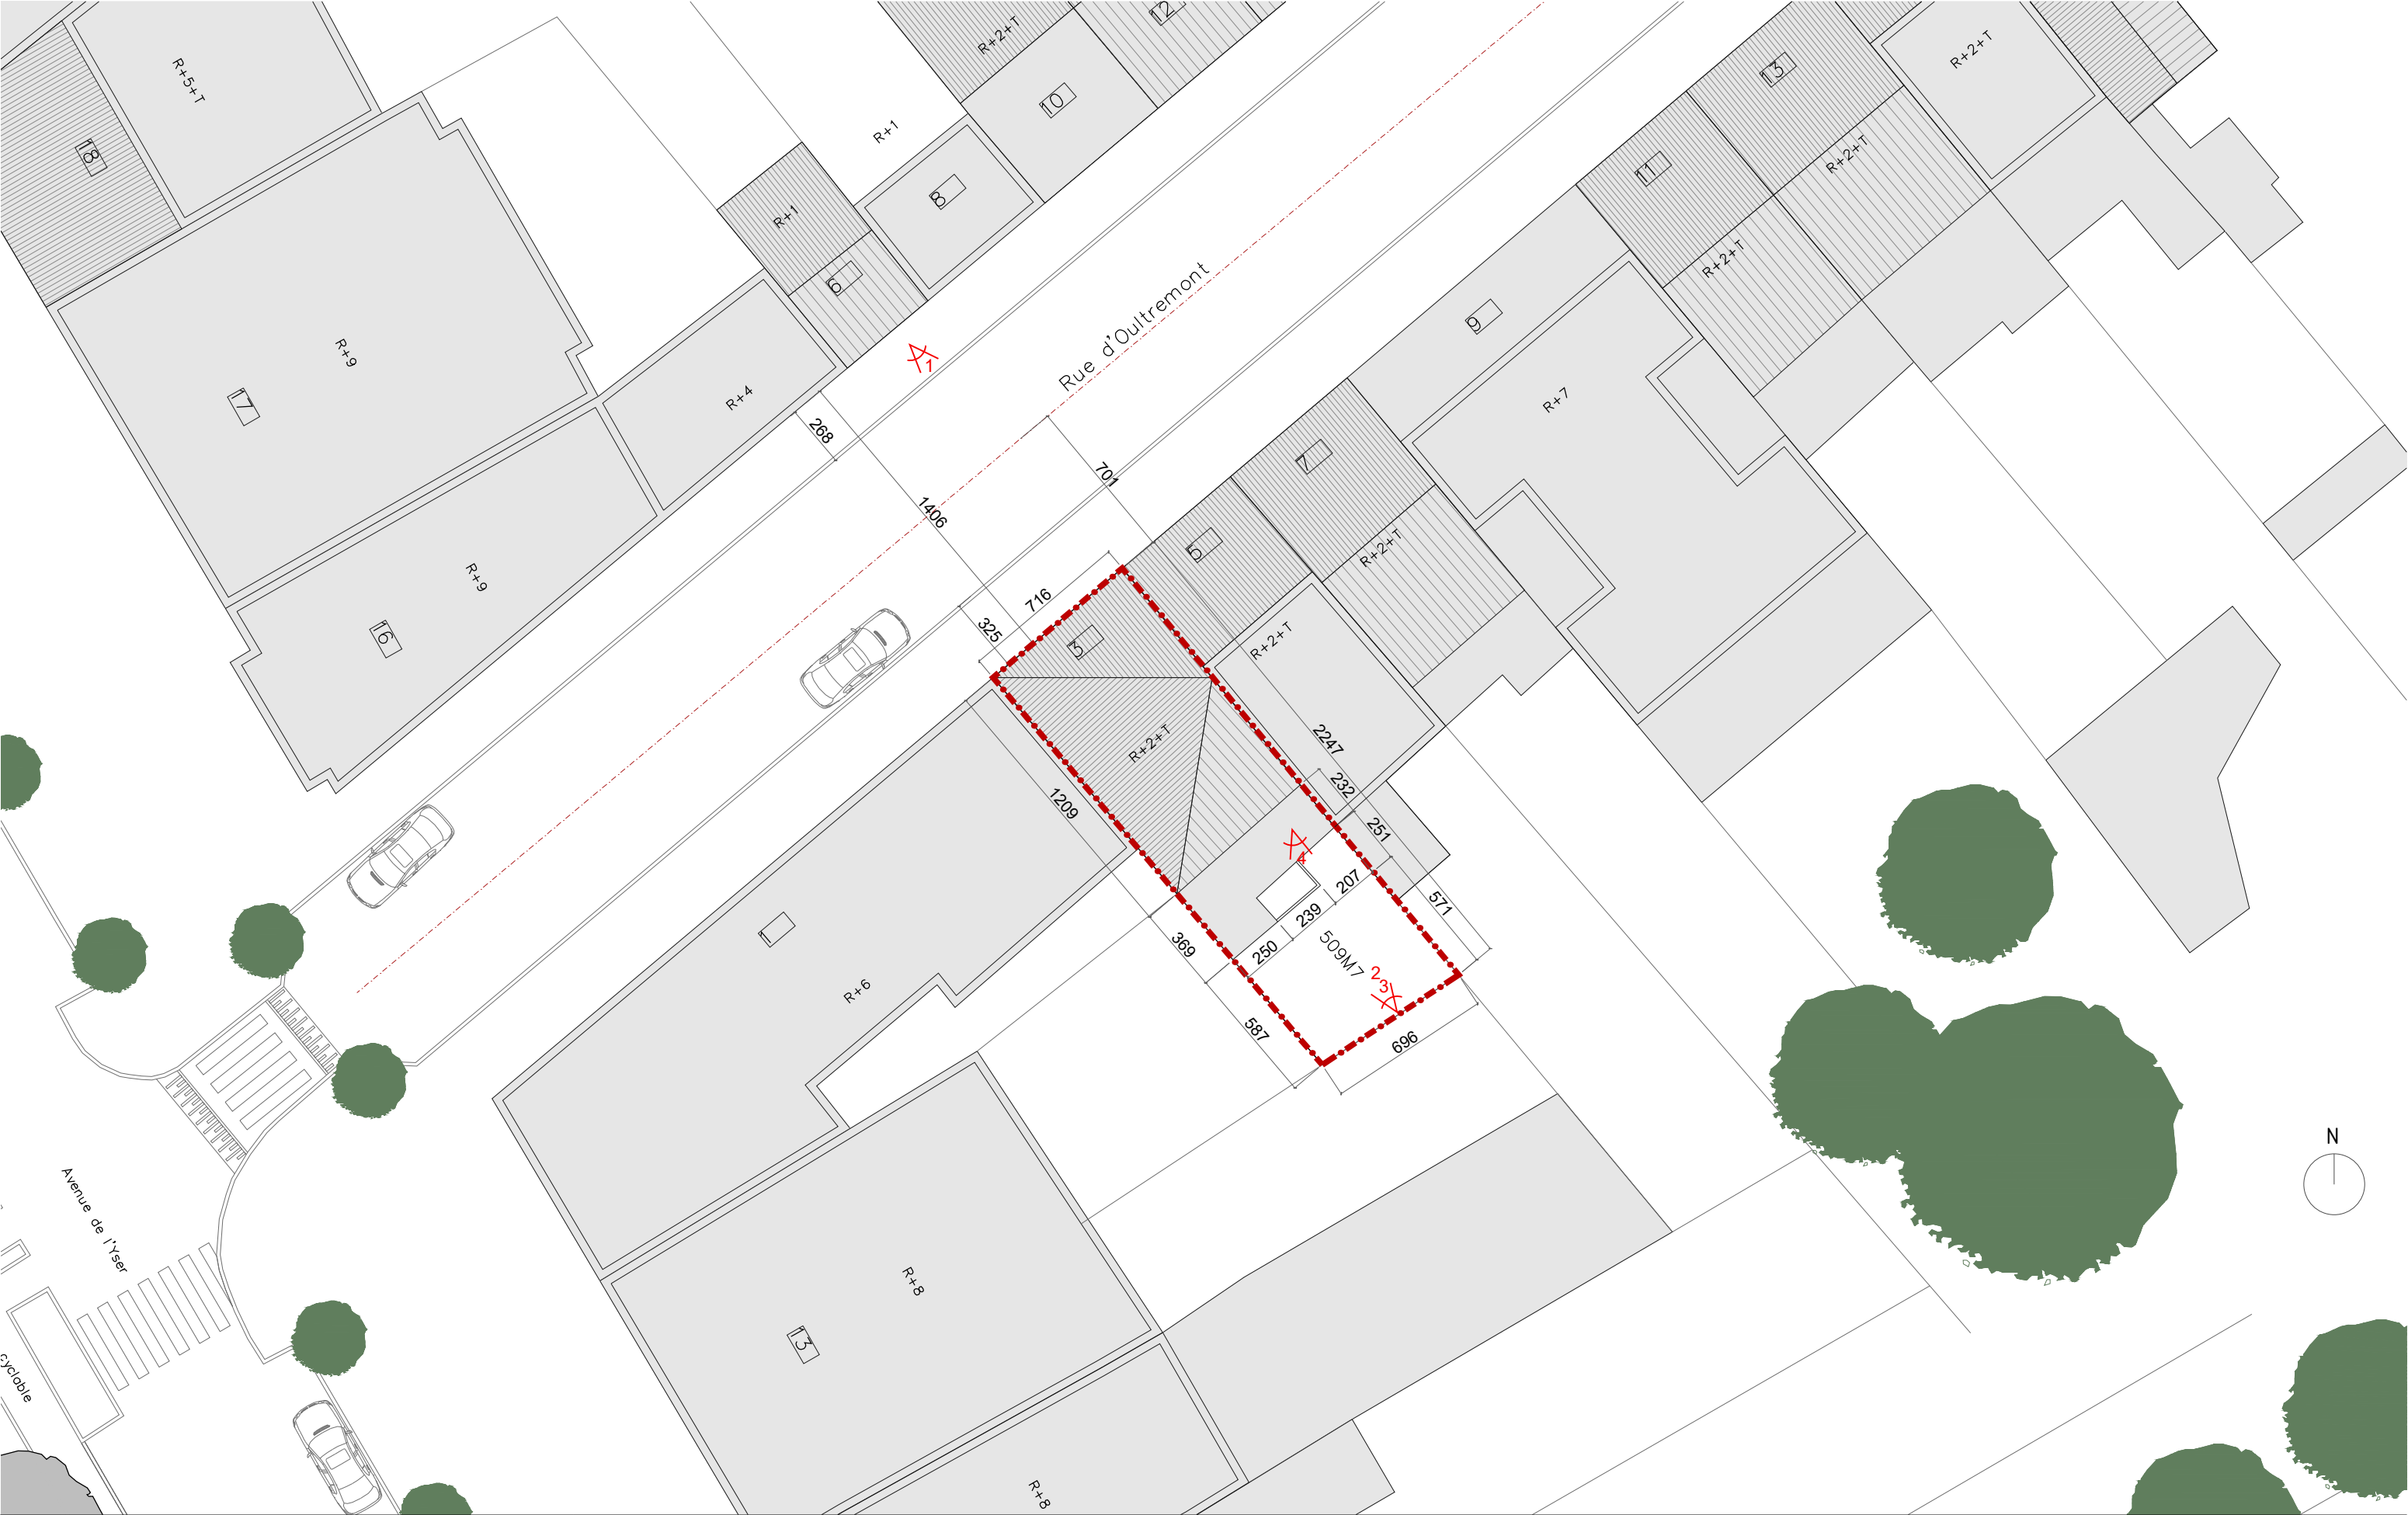 R+5+T
18
R+2+T
12
10
R+1
8
R+1
6
13
R+2+T
R+2+T
11
R+2+T
17
R+9
R+4
1
Rue d'Oultremont
9
R+7
268
701
1406
7
R+2+T
5
R+2+T
R+9
16
716
325
3
R+2+T
1209
2247
232
251
4
207
571
239
250
509M7
369
2
3
587
696
1
R+6
N
Avenue de l'Yser
R+8
13
cyclable
R+8